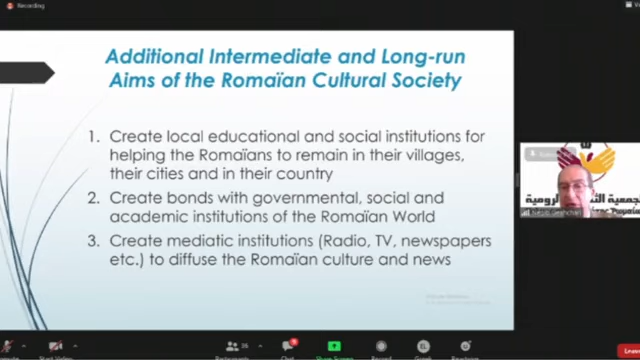 Recording
Additional Intermediate and Long-run
Aims of the Romaïan Cultural Society
1. Create local educational and social institutions for
helping the Romaïans to remain in their villages,
their cities and in their country
2. Create bonds with governmental, social and
academic institutions of the Romaïan World
3. Create mediatic institutions (Radio, TV, newspapers
etc.) to diffuse the Romaïan culture and news
الرومية
36
Participants
Chat
Share Screen
Record
Greek
Reactions
Start Video